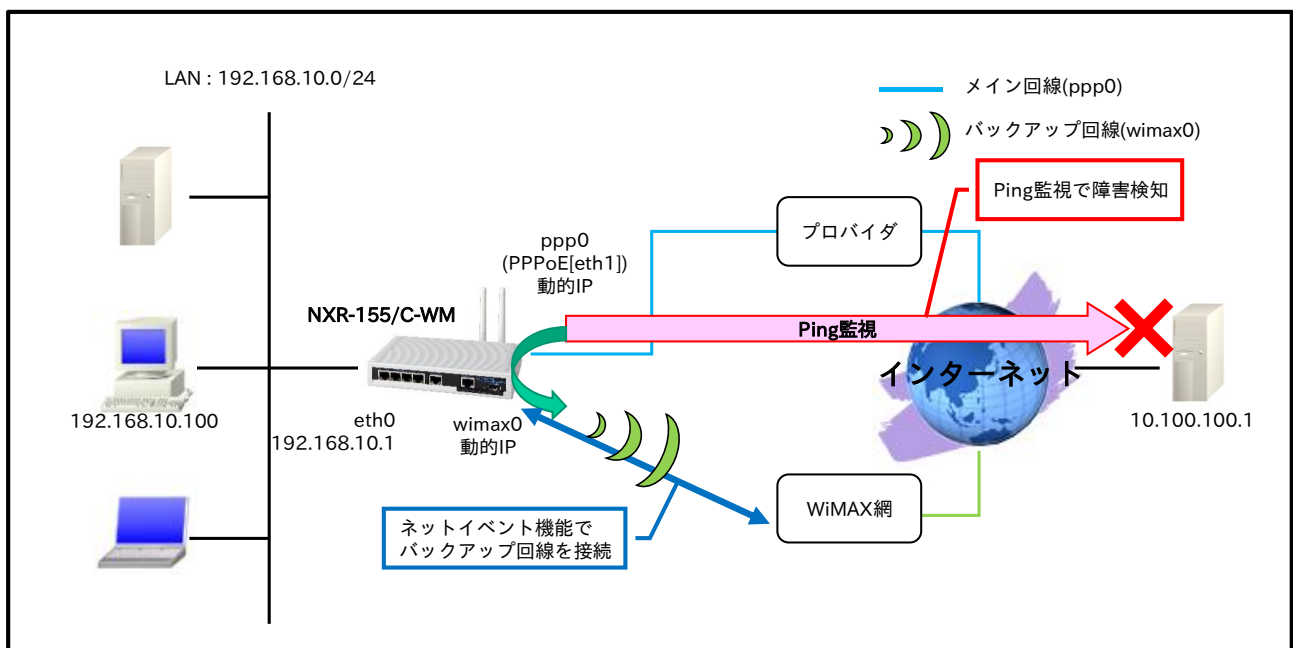 LAN : 192.168.10.0/24
メイン回線(ppp0)
バックアップ回線(wimax0)
Ping監視で障害検知
プロバイダ
ppp0
(PPPoE[eth1])
動的IP
NXR-155/C-WM
Ping監視
インターネット
192.168.10.100
eth0
192.168.10.1
wimax0
動的IP
10.100.100.1
ネットイベント機能で
バックアップ回線を接続
WiMAX網